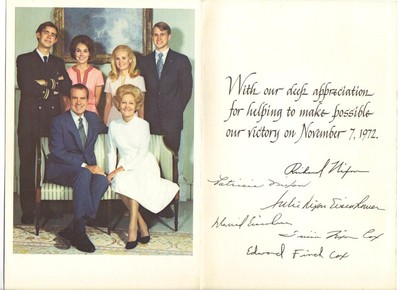 With our deep appreciation
for helping to make possible
our victory on November 7, 1972.
Richard Nixon
Patricia Nixon
Julie Nixon Eisenhower
David Eisenhower
Tricia Nixon Cox
Edward Finch Cox